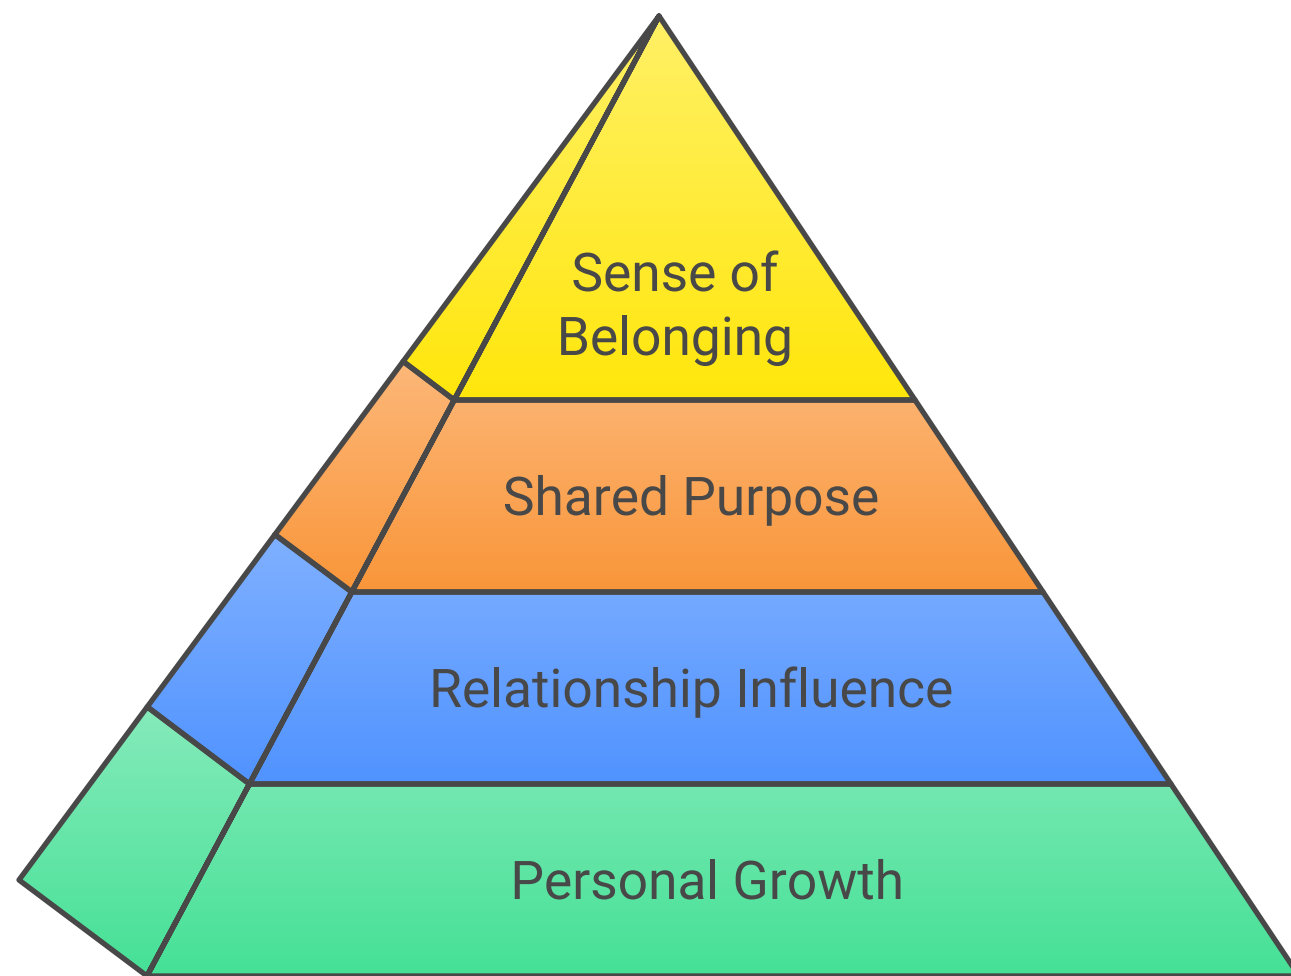 Sense of
Belonging
Shared Purpose
Relationship Influence
Personal Growth